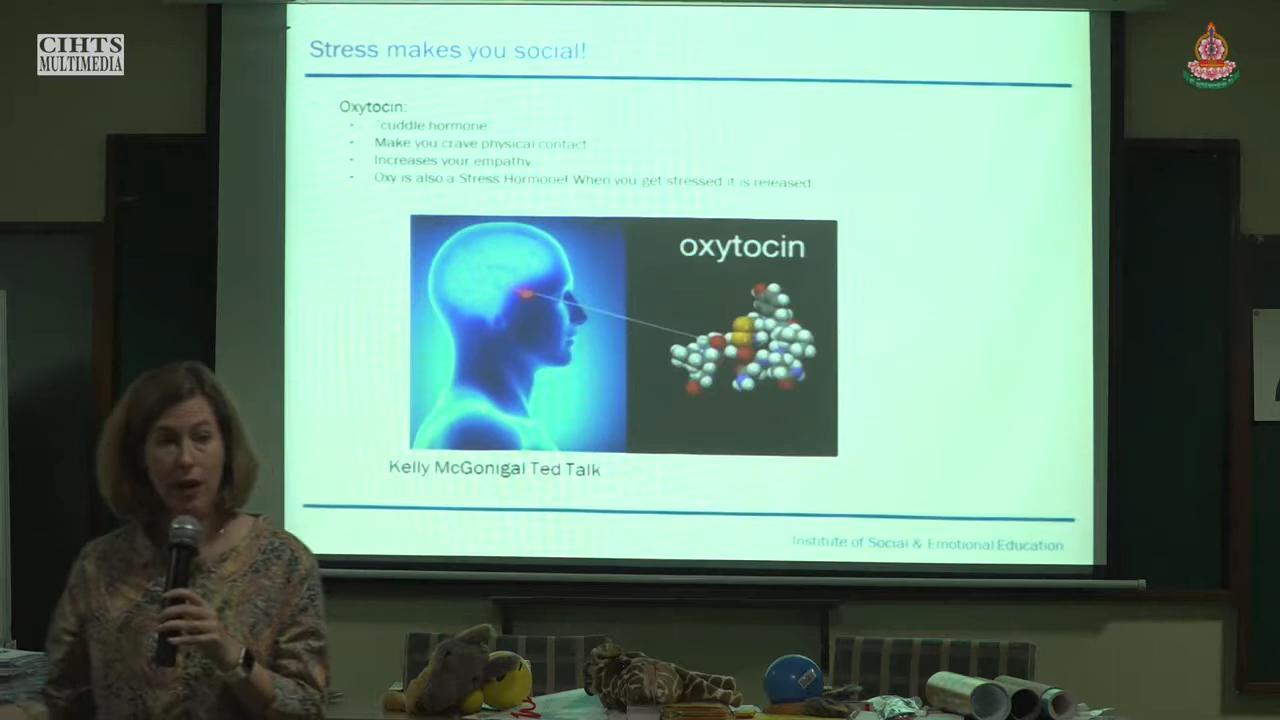 CIHTS
MULTIMEDIA
Stress makes you social!
Oxytocin:
- "cuddle hormone"
- Make you crave physical contact
- Increases your empathy
- Oxy is also a Stress Hormone! When you get stressed it is released
oxytocin
Kelly McGonigal Ted Talk
Institute of Social & Emotional Education